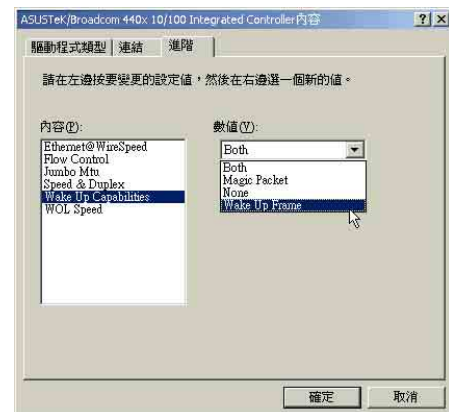 ASUSTeK/Broadcom 440x 10/100 Integrated Controller內容
驅動程式類型 連結 進階
請在左邊按要變更的設定值，然後在右邊選一個新的值。
內容(P):
Ethernet@WireSpeed
Flow Control
Jumbo Mtu
Speed & Duplex
Wake Up Capabilities
WOL Speed
數值(V):
Both
Both
Magic Packet
None
Wake Up Frame
確定 取消